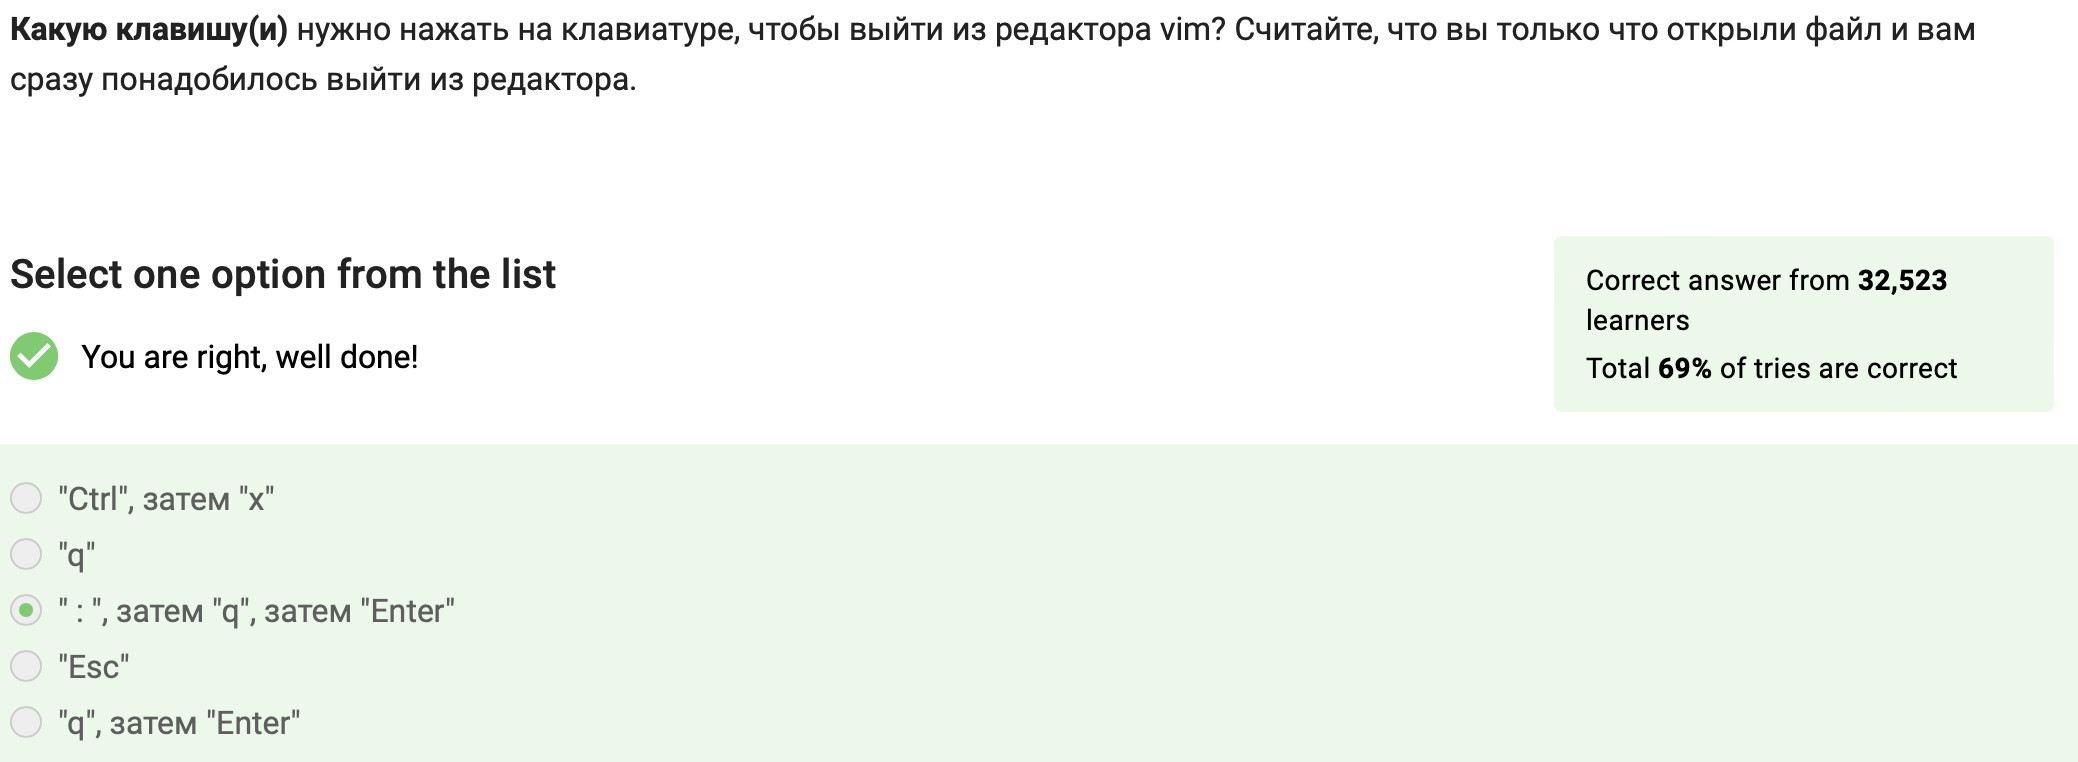 Какую клавишу(и) нужно нажать на клавиатуре, чтобы выйти из редактора vim? Считайте, что вы только что открыли файл и вам
сразу понадобилось выйти из редактора.
Select one option from the list
You are right, well done!
Correct answer from 32,523
learners
Total 69% of tries are correct
"Ctrl", затем "x"
"q"
" : ", затем "q", затем "Enter"
"Esc"
"q", затем "Enter"